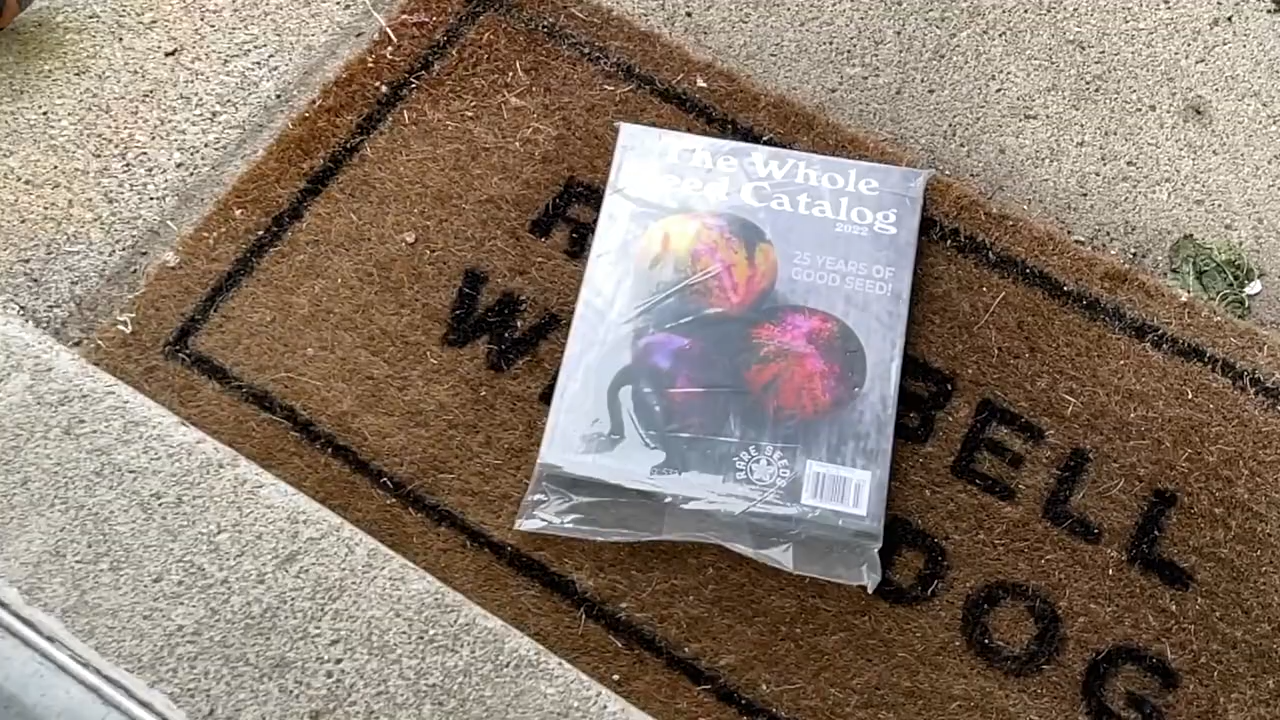 The Whole
Seed Catalog
2022
25 YEARS OF
GOOD SEED!
RARE SEEDS
BELL
DOG